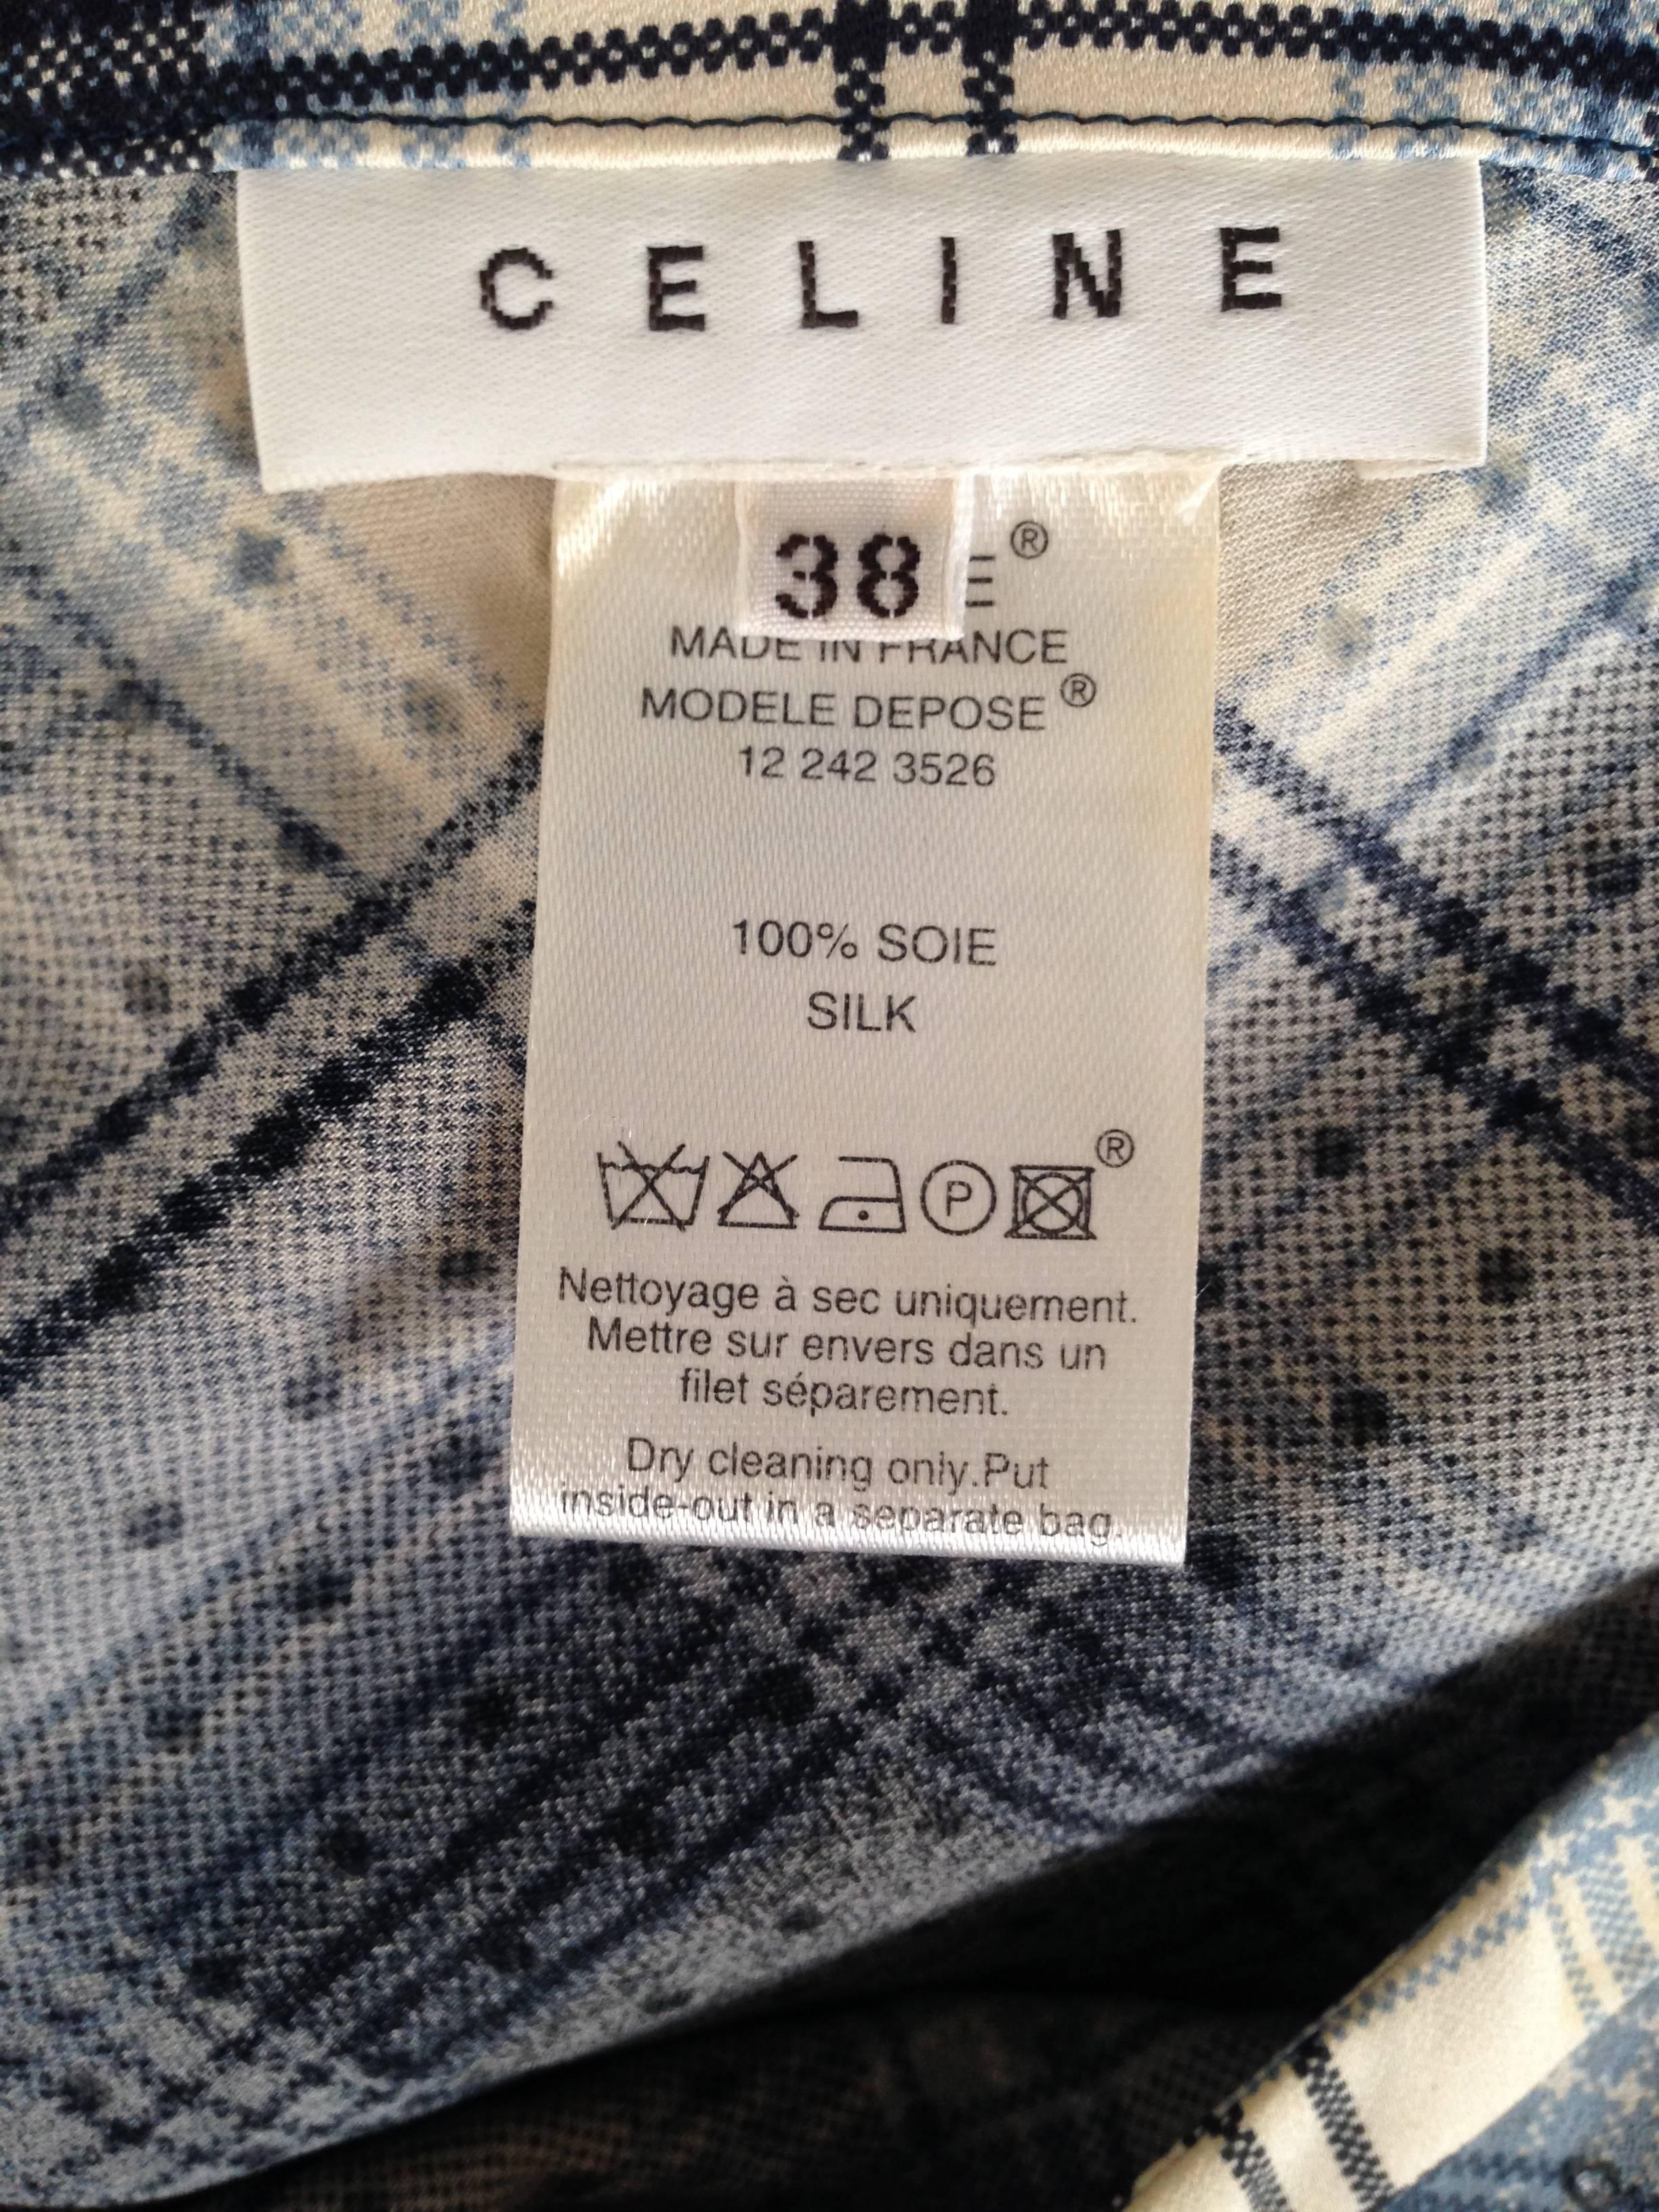 CELINE
38
E®
MADE IN FRANCE
MODELE DEPOSE®
12 242 3526
100% SOIE
SILK
P ®
Nettoyage à sec uniquement.
Mettre sur envers dans un
filet séparement.
Dry cleaning only.Put
inside-out in a separate bag.